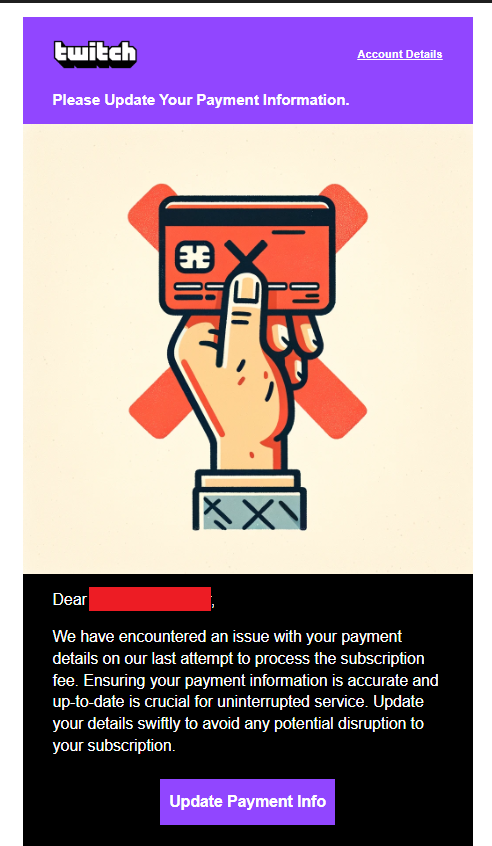 twitch
Account Details
Please Update Your Payment Information.
Dear ,
We have encountered an issue with your payment
details on our last attempt to process the subscription
fee. Ensuring your payment information is accurate and
up-to-date is crucial for uninterrupted service. Update
your details swiftly to avoid any potential disruption to
your subscription.
Update Payment Info